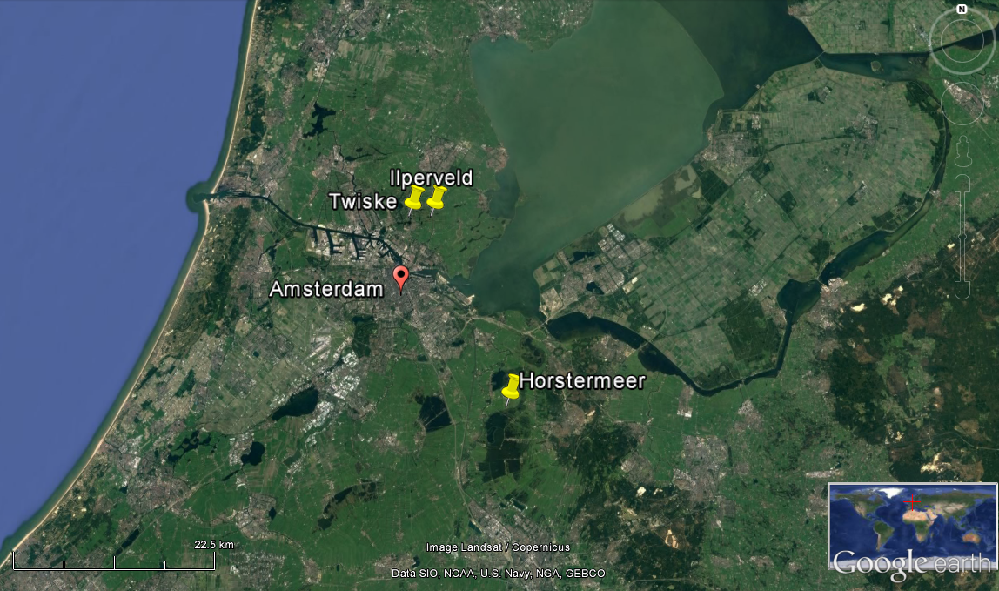 N
Ilperveld
Twiske
Amsterdam
Horstermeer
22.5 km
Image Landsat / Copernicus
Data SIO, NOAA, U.S. Navy, NGA, GEBCO
Google earth